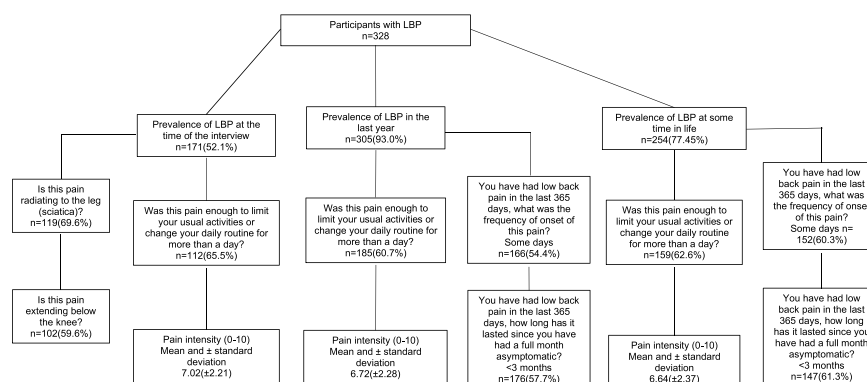 Participants with LBP
n=328
Prevalence of LBP at the
time of the interview
n=171(52.1%)
Prevalence of LBP in the
last year
n=305(93.0%)
Prevalence of LBP at some
time in life
n=254(77.45%)
Is this pain
radiating to the leg
(sciatica)?
n=119(69.6%)
Was this pain enough to limit
your usual activities or
change your daily routine for
more than a day?
n=112(65.5%)
Was this pain enough to
limit your usual activities or
change your daily routine for
more than a day?
n=185(60.7%)
You have had low back
pain in the last 365
days, what was the
frequency of onset of
this pain?
Some days
n=166(54.4%)
Was this pain enough to
limit your usual activities or
change your daily routine
for more than a day?
n=159(62.6%)
You have had low
back pain in the last
365 days, what was
the frequency of onse
of this pain?
Some days n=
152(60.3%)
Is this pain
extending below
the knee?
n=102(59.6%)
Pain intensity (0-10)
Mean and ± standard
deviation
7.02(±2.21)
Pain intensity (0-10)
Mean and ± standard
deviation
6.72(±2.28)
You have had low back
pain in the last 365
days, how long has it
lasted since you have
had a full month
asymptomatic?
<3 months
n=176(57.7%)
Pain intensity (0-10)
Mean and ± standard
deviation
6.64(±2.37)
You have had low
back pain in the last
365 days, how long
has it lasted since you
have had a full month
asymptomatic?
<3 months
n=147(61.3%)